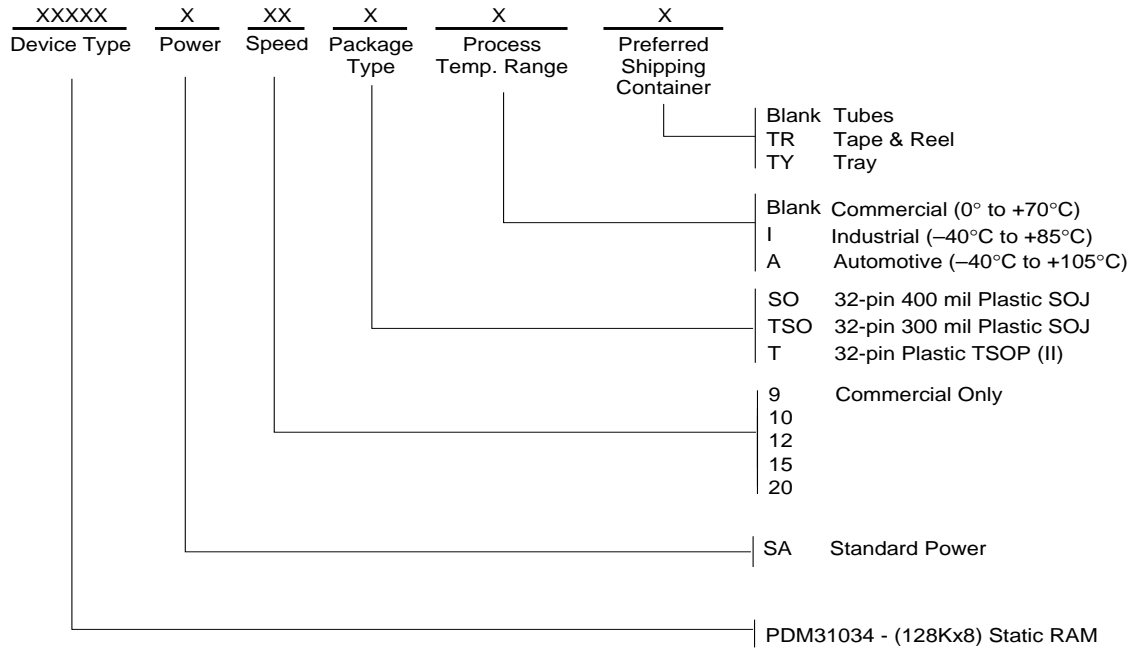 XXXXX X XX X X X
Device Type Power Speed Package Process Preferred
Type Temp. Range Shipping
Container
Blank Tubes
TR Tape & Reel
TY Tray
Blank Commercial (0° to +70°C)
I Industrial (–40°C to +85°C)
A Automotive (–40°C to +105°C)
SO 32-pin 400 mil Plastic SOJ
TSO 32-pin 300 mil Plastic SOJ
T 32-pin Plastic TSOP (II)
9 Commercial Only
10
12
15
20
SA Standard Power
PDM31034 - (128Kx8) Static RAM